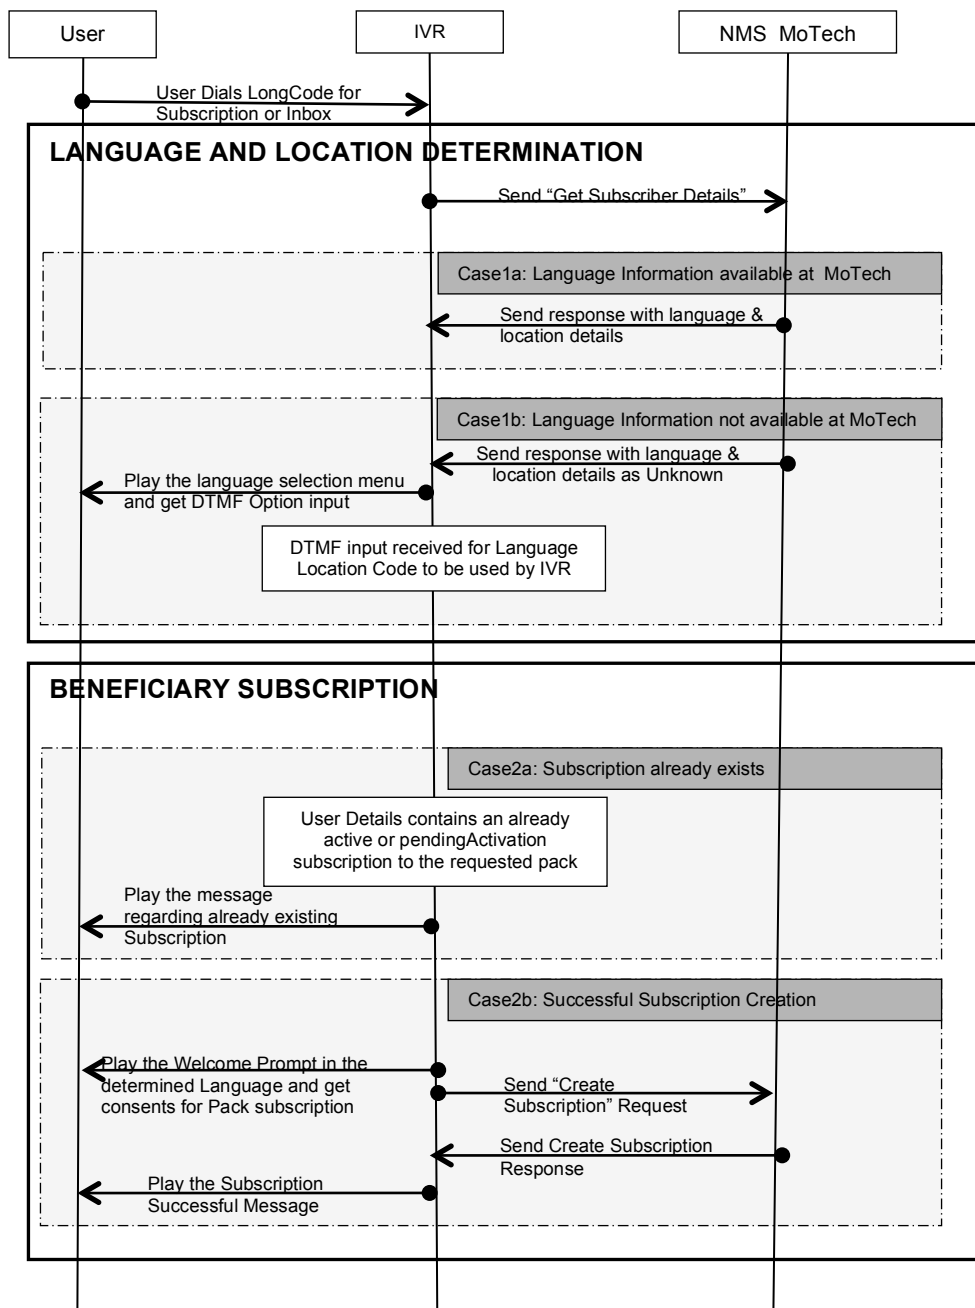 User
IVR
NMS  MoTech
User Dials LongCode for
Subscription or Inbox
LANGUAGE AND LOCATION DETERMINATION
Send “Get Subscriber Details”
Case1a: Language Information available at  MoTech
Send response with language &
location details
Case1b: Language Information not available at MoTech
Send response with language &
location details as Unknown
Play the language selection menu
and get DTMF Option input
DTMF input received for Language
Location Code to be used by IVR
BENEFICIARY SUBSCRIPTION
Case2a: Subscription already exists
User Details contains an already
active or pendingActivation
subscription to the requested pack
Play the message
regarding already existing
Subscription
Case2b: Successful Subscription Creation
Play the Welcome Prompt in the
determined Language and get
consents for Pack subscription
Send “Create
Subscription” Request
Send Create Subscription
Response
Play the Subscription
Successful Message